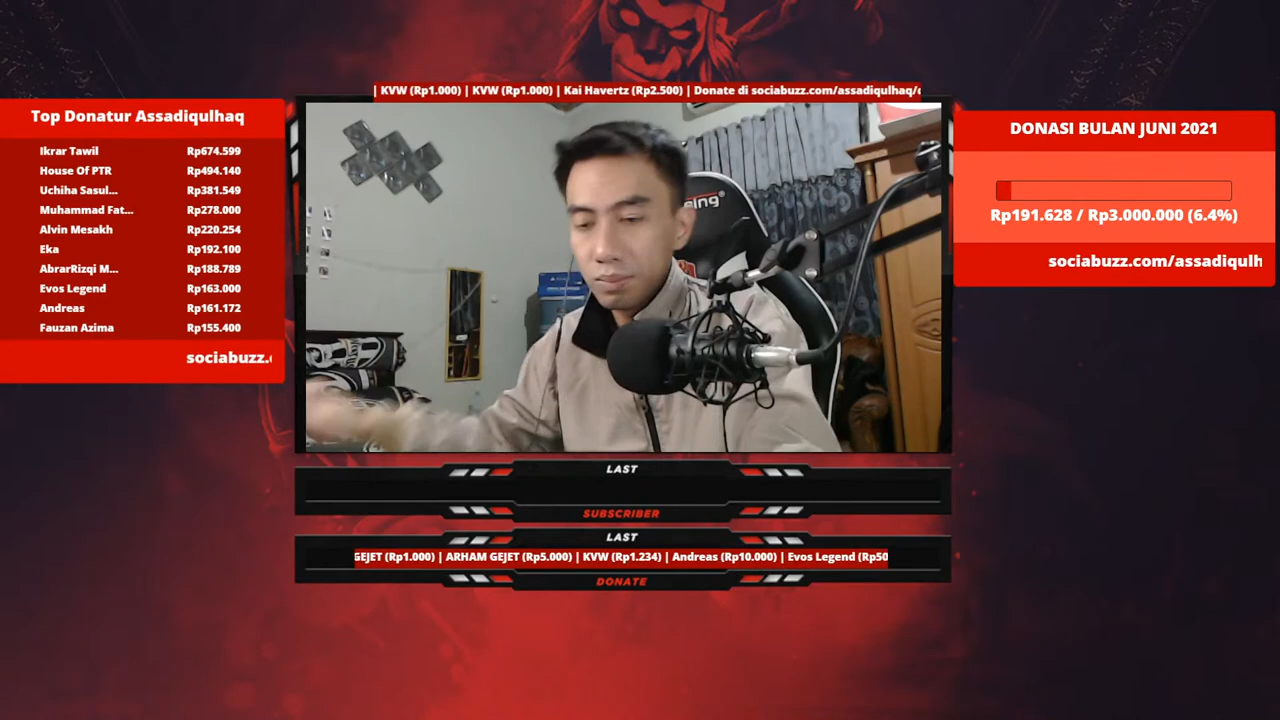 | KVW (Rp1.000) | KVW (Rp1.000) | Kai Havertz (Rp2.500) | Donate di sociabuzz.com/assadiqulhaq/
Top Donatur Assadiqulhaq
Ikrar Tawil Rp674.599
House Of PTR Rp494.140
Uchiha Sasul... Rp381.549
Muhammad Fat... Rp278.000
Alvin Mesakh Rp220.254
Eka Rp192.100
AbrarRizqi M... Rp188.789
Evos Legend Rp163.000
Andreas Rp161.172
Fauzan Azima Rp155.400
sociabuzz.
DONASI BULAN JUNI 2021
Rp191.628 / Rp3.000.000 (6.4%)
sociabuzz.com/assadiqulh
LAST
SUBSCRIBER
LAST
GEJET (Rp1.000) | ARHAM GEJET (Rp5.000) | KVW (Rp1.234) | Andreas (Rp10.000) | Evos Legend (Rp50
DONATE